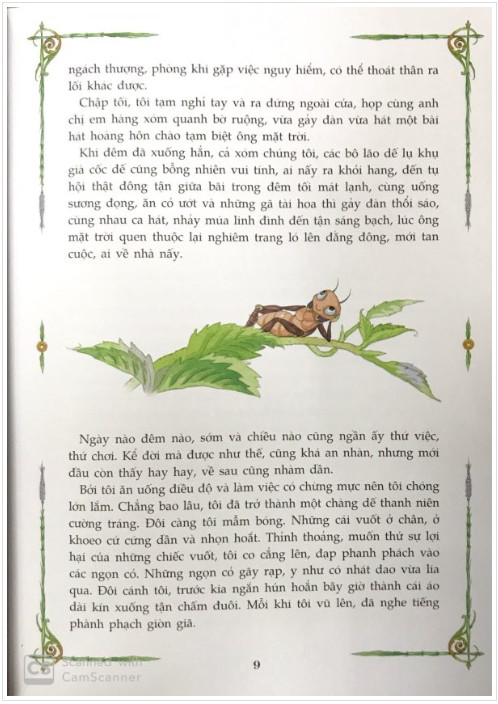 ngách thượng, phòng khi gặp việc nguy hiểm, có thể thoát thân ra
lối khác được.
Chập tối, tôi tạm nghỉ tay và ra đứng ngoài cửa, họp cùng anh
chị em hàng xóm quanh bờ ruộng, vừa gảy đàn vừa hát một bài
hát hoàng hôn chào tạm biệt ông mặt trời.
Khi đêm đã xuống hẳn, cả xóm chúng tôi, các bô lão dế lụ khụ
già cốc đế cũng bỗng nhiên vui tính, ai nấy ra khỏi hang, đến tụ
hội thật đông tận giữa bãi trong đêm tối mát lạnh, cùng uống
sương đọng, ăn cỏ ướt và những gã tài hoa thì gảy đàn thổi sáo,
cùng nhau ca hát, nhảy múa linh đình đến tận sáng bạch, lúc ông
mặt trời quen thuộc lại nghiêm trang ló lên đằng đông, mới tan
cuộc, ai về nhà nấy.
Ngày nào đêm nào, sớm và chiều nào cũng ngần ấy thứ việc,
thứ chơi. Kể đời mà được như thế, cũng khá an nhàn, nhưng mới
đầu còn thấy hay hay, về sau cũng nhàm dần.
Bởi tôi ăn uống điều độ và làm việc có chừng mực nên tôi chóng
lớn lắm. Chẳng bao lâu, tôi đã trở thành một chàng dế thanh niên
cường tráng. Đôi càng tôi mẫm bóng. Những cái vuốt ở chân, ở
khoeo cứ cứng dần và nhọn hoắt. Thỉnh thoảng, muốn thử sự lợi
hại của những chiếc vuốt, tôi co cẳng lên, đạp phanh phách vào
các ngọn cỏ. Những ngọn cỏ gãy rạp, y như có nhát dao vừa lia
qua. Đôi cánh tôi, trước kia ngắn hủn hoẳn bây giờ thành cái áo
dài kín xuống tận chấm đuôi. Mỗi khi tôi vũ lên, đã nghe tiếng
phành phạch giòn giã.
9
CS Scanned with
CamScanner